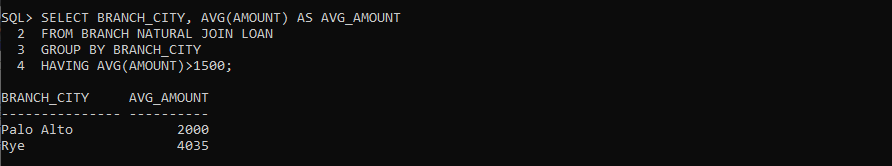 SQL> SELECT BRANCH_CITY, AVG(AMOUNT) AS AVG_AMOUNT
  2  FROM BRANCH NATURAL JOIN LOAN
  3  GROUP BY BRANCH_CITY
  4  HAVING AVG(AMOUNT)>1500;

BRANCH_CITY     AVG_AMOUNT
--------------- ----------
Palo Alto             2000
Rye                   4035